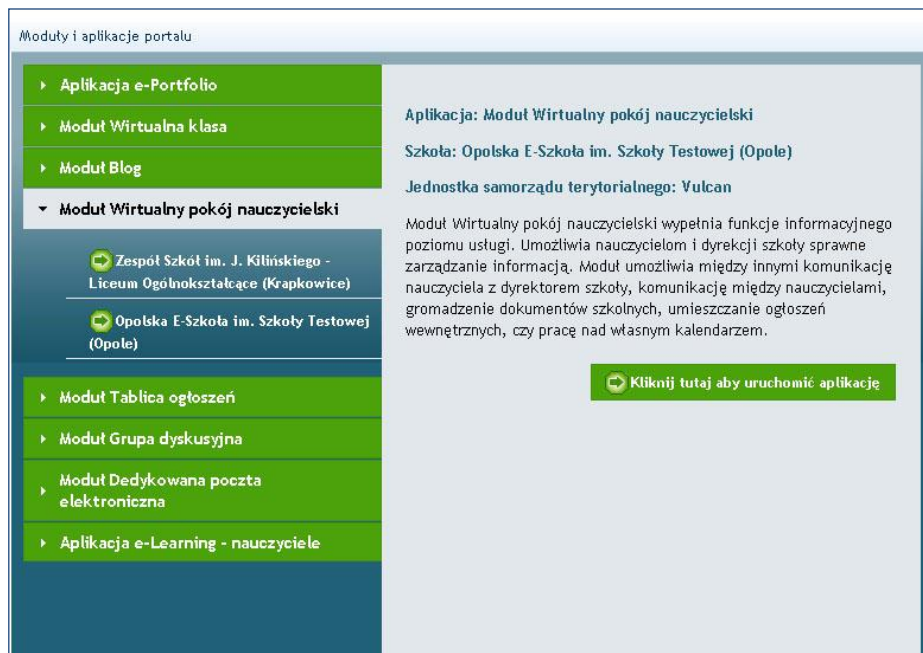 Moduły i aplikacje portalu
Aplikacja e-Portfolio
Moduł Wirtualna klasa
Moduł Blog
Moduł Wirtualny pokój nauczycielski
Zespół Szkół im. J. Kilińskiego -
Liceum Ogólnokształcące (Krapkowice)
Opolska E-Szkoła im. Szkoły Testowej
(Opole)
Moduł Tablica ogłoszeń
Moduł Grupa dyskusyjna
Moduł Dedykowana poczta
elektroniczna
Aplikacja e-Learning - nauczyciele
Aplikacja: Moduł Wirtualny pokój nauczycielski
Szkoła: Opolska E-Szkoła im. Szkoły Testowej (Opole)
Jednostka samorządu terytorialnego: Vulcan
Moduł Wirtualny pokój nauczycielski wypełnia funkcje informacyjnego
poziomu usługi. Umożliwia nauczycielom i dyrekcji szkoły sprawne
zarządzanie informacją. Moduł umożliwia między innymi komunikację
nauczyciela z dyrektorem szkoły, komunikację między nauczycielami,
gromadzenie dokumentów szkolnych, umieszczanie ogłoszeń
wewnętrznych, czy pracę nad własnym kalendarzem.
Kliknij tutaj aby uruchomić aplikację